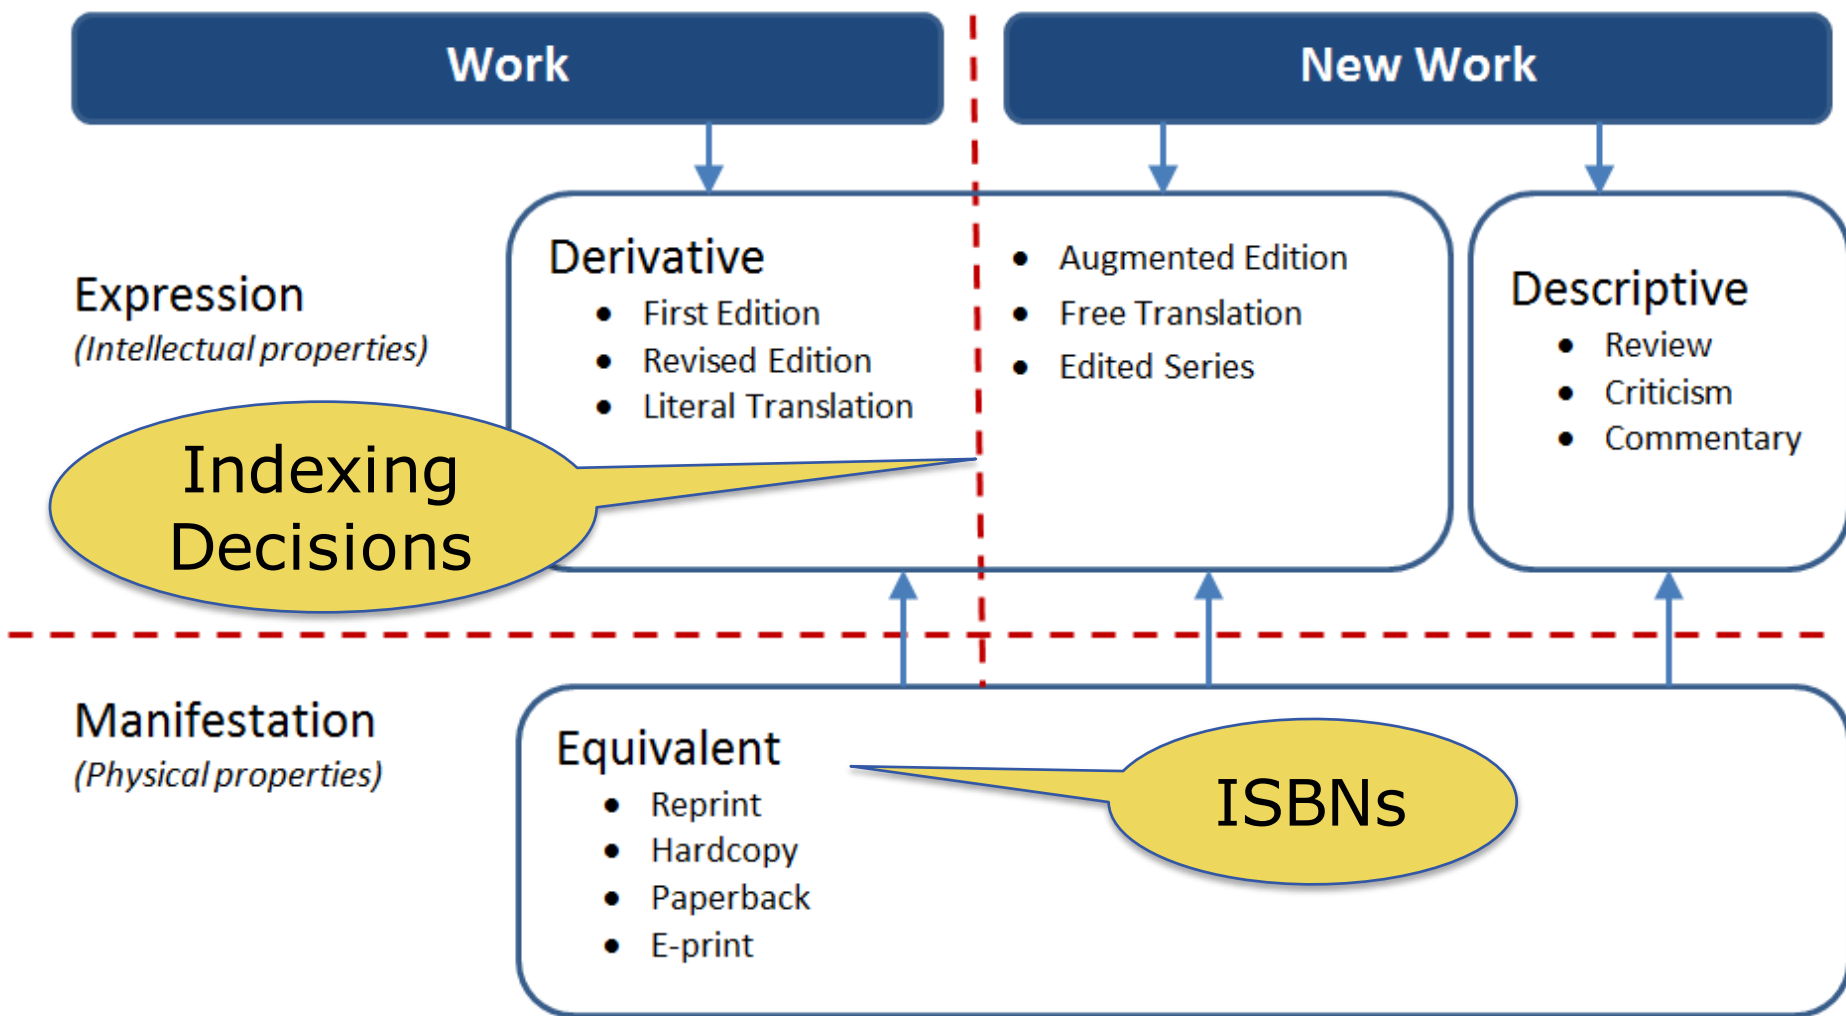 Work
New Work
Expression
(Intellectual properties)
Derivative
• First Edition
• Revised Edition
• Literal Translation
• Augmented Edition
• Free Translation
• Edited Series
Descriptive
• Review
• Criticism
• Commentary
Indexing
Decisions
Manifestation
(Physical properties)
Equivalent
• Reprint
• Hardcopy
• Paperback
• E-print
ISBNs